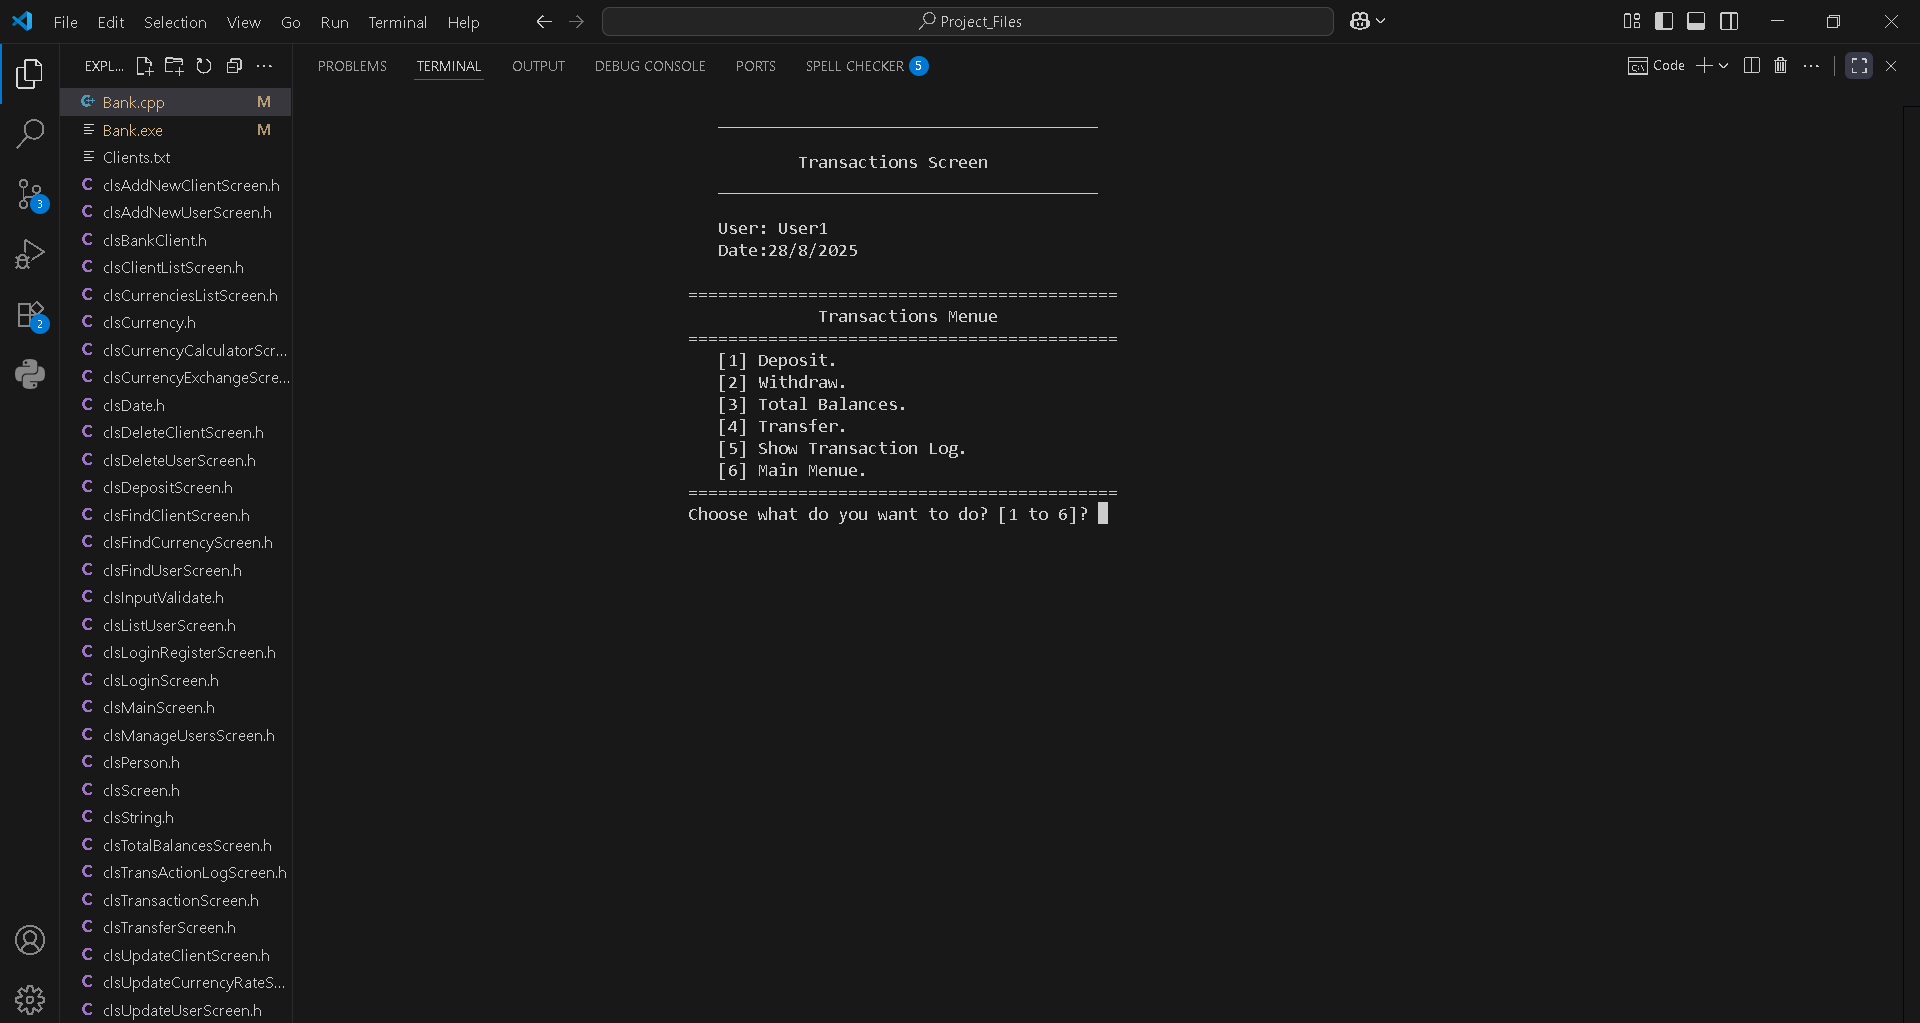 File Edit Selection View Go Run Terminal Help
Project_Files
EXPL...
PROBLEMS TERMINAL OUTPUT DEBUG CONSOLE PORTS SPELL CHECKER 5
Code
Bank.cpp M
Bank.exe M
Clients.txt
clsAddNewClientScreen.h
clsAddNewUserScreen.h
clsBankClient.h
clsClientListScreen.h
clsCurrenciesListScreen.h
clsCurrency.h
clsCurrencyCalculatorScr...
clsCurrencyExchangeScre...
clsDate.h
clsDeleteClientScreen.h
clsDeleteUserScreen.h
clsDepositScreen.h
clsFindClientScreen.h
clsFindCurrencyScreen.h
clsFindUserScreen.h
clsInputValidate.h
clsListUserScreen.h
clsLoginRegisterScreen.h
clsLoginScreen.h
clsMainScreen.h
clsManageUsersScreen.h
clsPerson.h
clsScreen.h
clsString.h
clsTotalBalancesScreen.h
clsTransActionLogScreen.h
clsTransactionScreen.h
clsTransferScreen.h
clsUpdateClientScreen.h
clsUpdateCurrencyRateS...
clsUpdateUserScreen.h
3
2
______________________________________
Transactions Screen
______________________________________
User: User1
Date:28/8/2025
===========================================
Transactions Menue
===========================================
[1] Deposit.
[2] Withdraw.
[3] Total Balances.
[4] Transfer.
[5] Show Transaction Log.
[6] Main Menue.
===========================================
Choose what do you want to do? [1 to 6]?